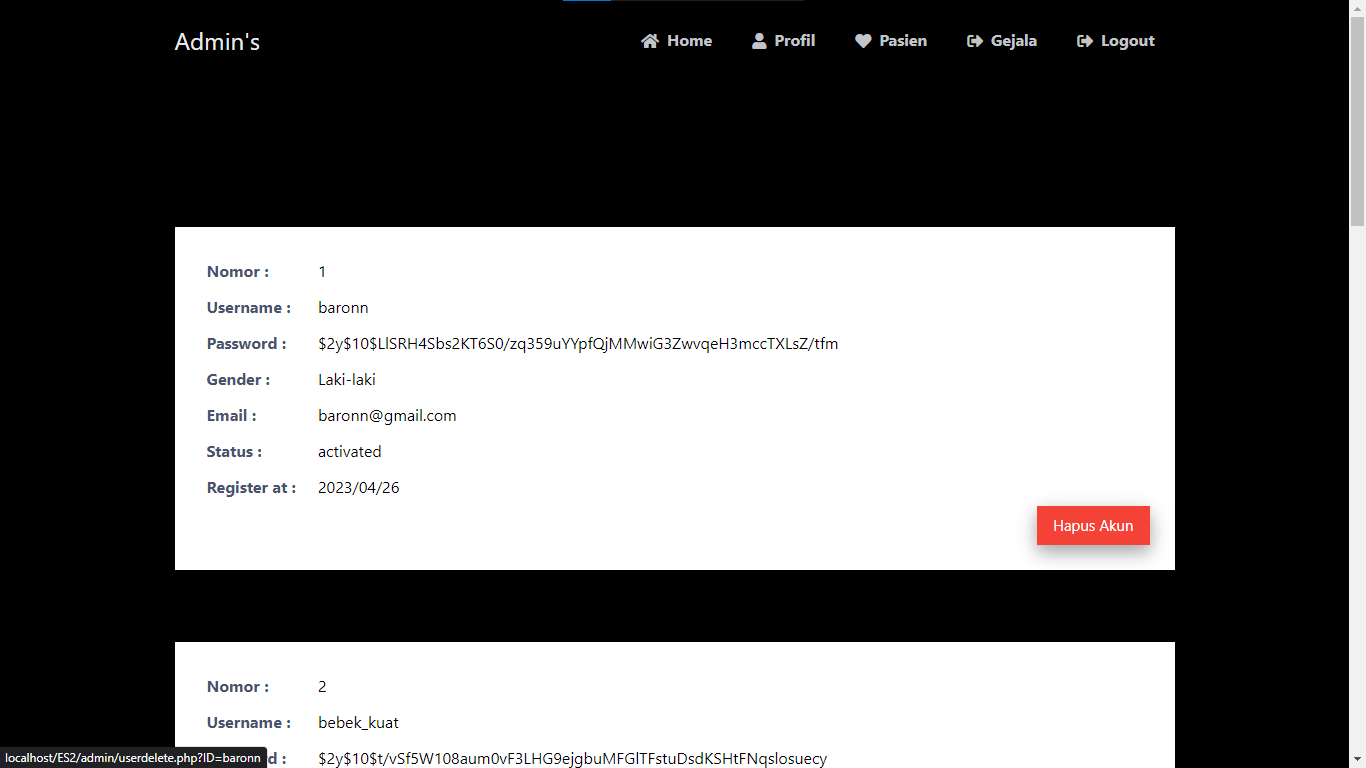 Admin's Home Profil Pasien Gejala Logout
Nomor : 1
Username : baronn
Password : $2y$10$LlSRH4Sbs2KT6S0/zq359uYYpfQjMMwiG3ZwvqeH3mccTXLsZ/tfm
Gender : Laki-laki
Email : baronn@gmail.com
Status : activated
Register at : 2023/04/26
Hapus Akun
Nomor : 2
Username : bebek_kuat
d : $2y$10$t/vSf5W108aum0vF3LHG9ejgbuMFGlTFstuDsdKSHtFNqslosuecy
localhost/ES2/admin/userdelete.php?ID=baronn